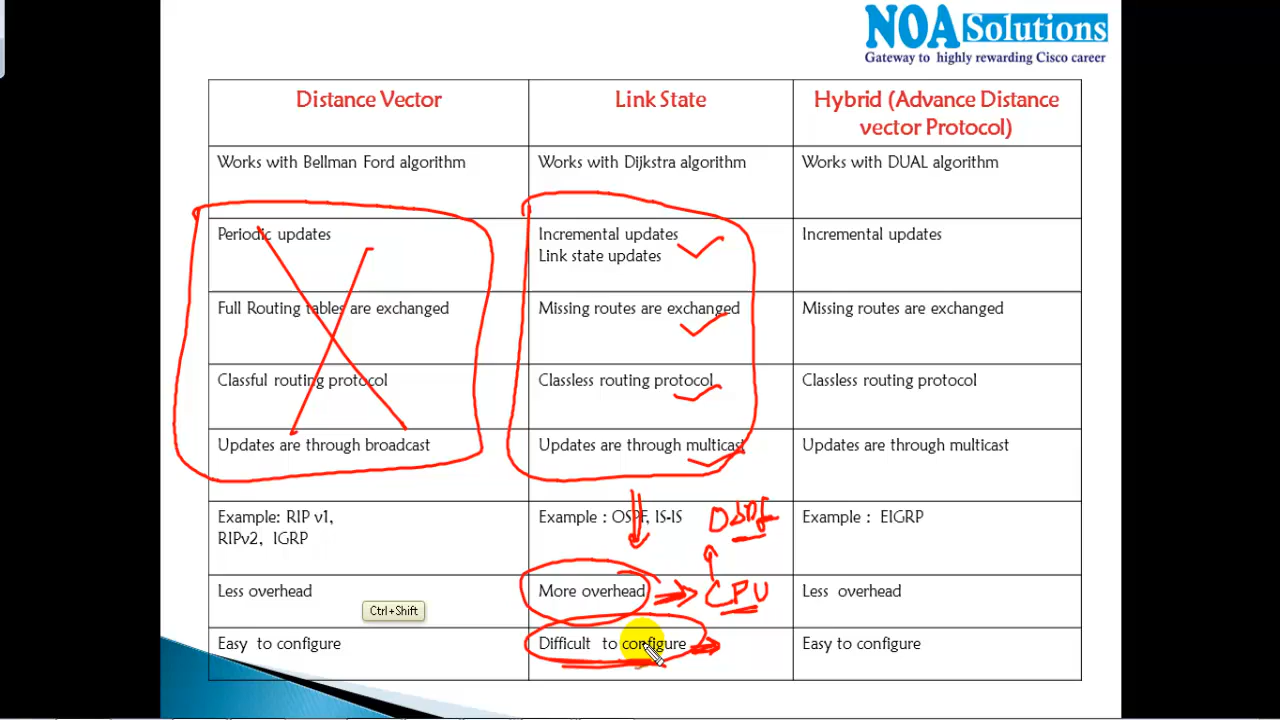 NOA Solutions
Gateway to highly rewarding Cisco career
Distance Vector
Link State
Hybrid (Advance Distance
vector Protocol)
Works with Bellman Ford algorithm
Works with Dijkstra algorithm
Works with DUAL algorithm
Periodic updates
Incremental updates
Link state updates
Incremental updates
Full Routing tables are exchanged
Missing routes are exchanged
Missing routes are exchanged
Classful routing protocol
Classless routing protocol
Classless routing protocol
Updates are through broadcast
Updates are through multicast
Updates are through multicast
Example: RIP v1,
RIPv2, IGRP
Example : OSPF, IS-IS
OSPf
Example : EIGRP
Less overhead
More overhead
CPU
Less overhead
Ctrl+Shift
Easy to configure
Difficult to configure
Easy to configure